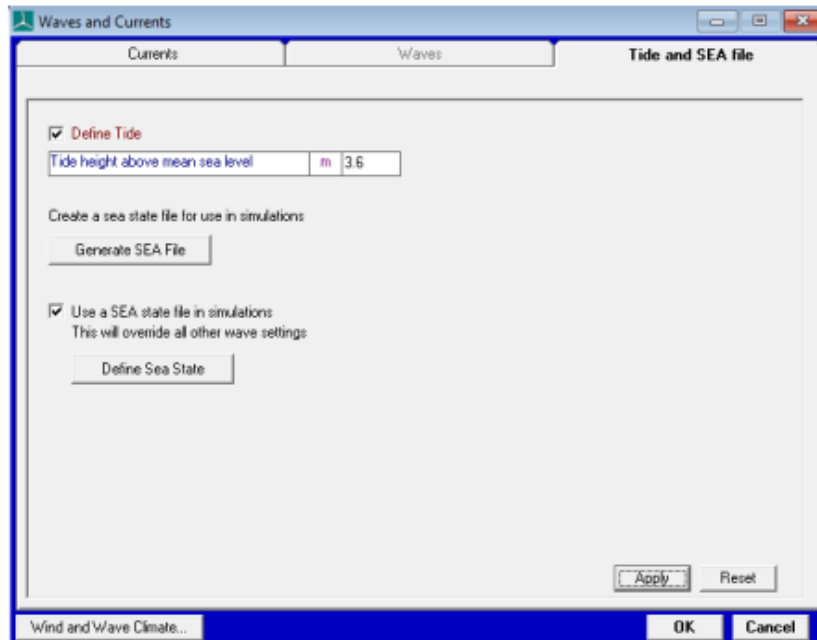 Waves and Currents
Currents Waves Tide and SEA file
Define Tide
Tide height above mean sea level m 3.6
Create a sea state file for use in simulations
Generate SEA File
Use a SEA state file in simulations
This will override all other wave settings
Define Sea State
Apply Reset
Wind and Wave Climate... OK Cancel